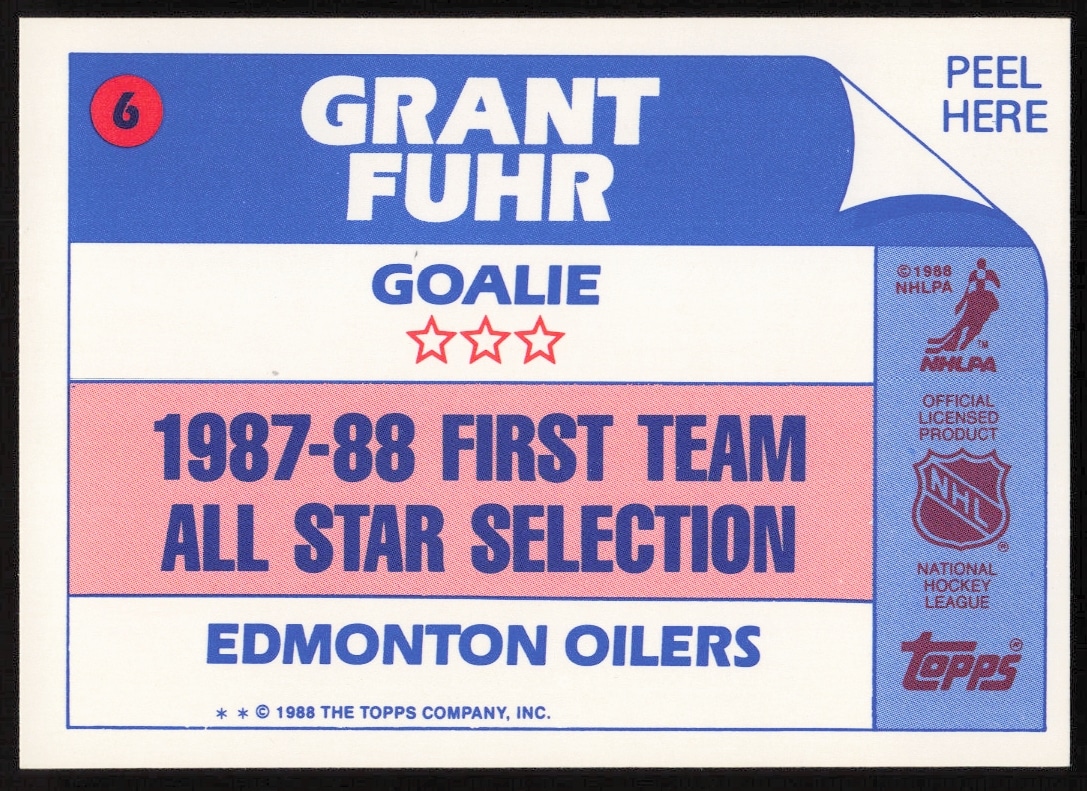 6
GRANT
FUHR
PEEL
HERE
GOALIE
©1988
NHLPA
TM
NHLPA
1987-88 FIRST TEAM
ALL STAR SELECTION
OFFICIAL
LICENSED
PRODUCT
NHL
®
NATIONAL
HOCKEY
LEAGUE
EDMONTON OILERS
topps®
* * © 1988 THE TOPPS COMPANY, INC.